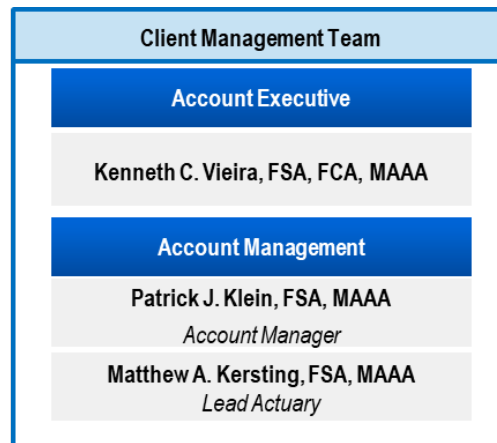 Client Management Team
Account Executive
Kenneth C. Vieira, FSA, FCA, MAAA
Account Management
Patrick J. Klein, FSA, MAAA
Account Manager
Matthew A. Kersting, FSA, MAAA
Lead Actuary